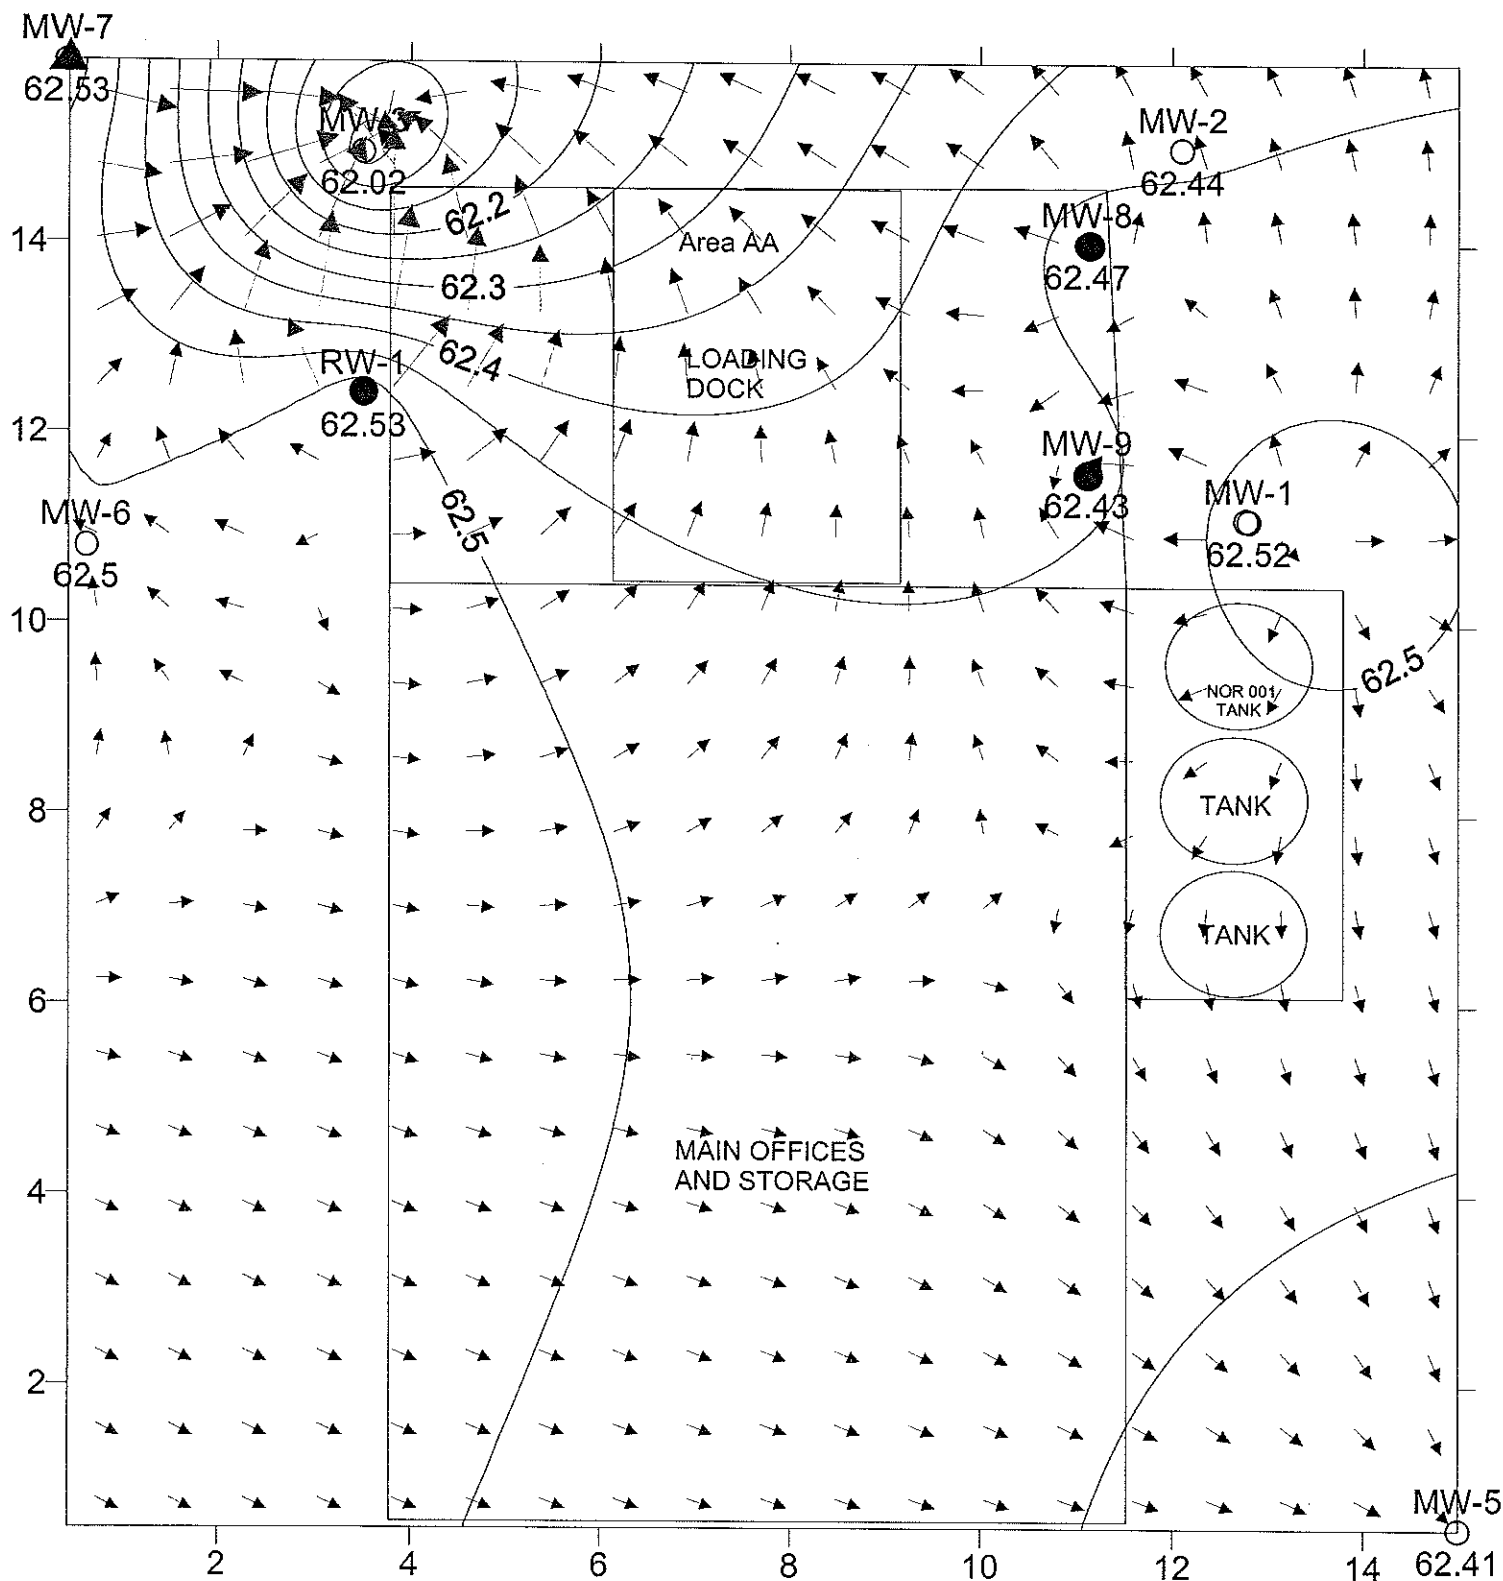 MW-7
62.53
MW-3
62.02
MW-2
62.44
62.2
MW-8
62.47
14
Area AA
62.3
62.4
LOADING
DOCK
RW-1
62.53
12
MW-9
62.43
MW-1
62.52
62.5
MW-6
62.5
10
62.5
NOR 001
TANK
8
TANK
TANK
6
MAIN OFFICES
AND STORAGE
4
2
MW-5
62.41
2
4
6
8
10
12
14